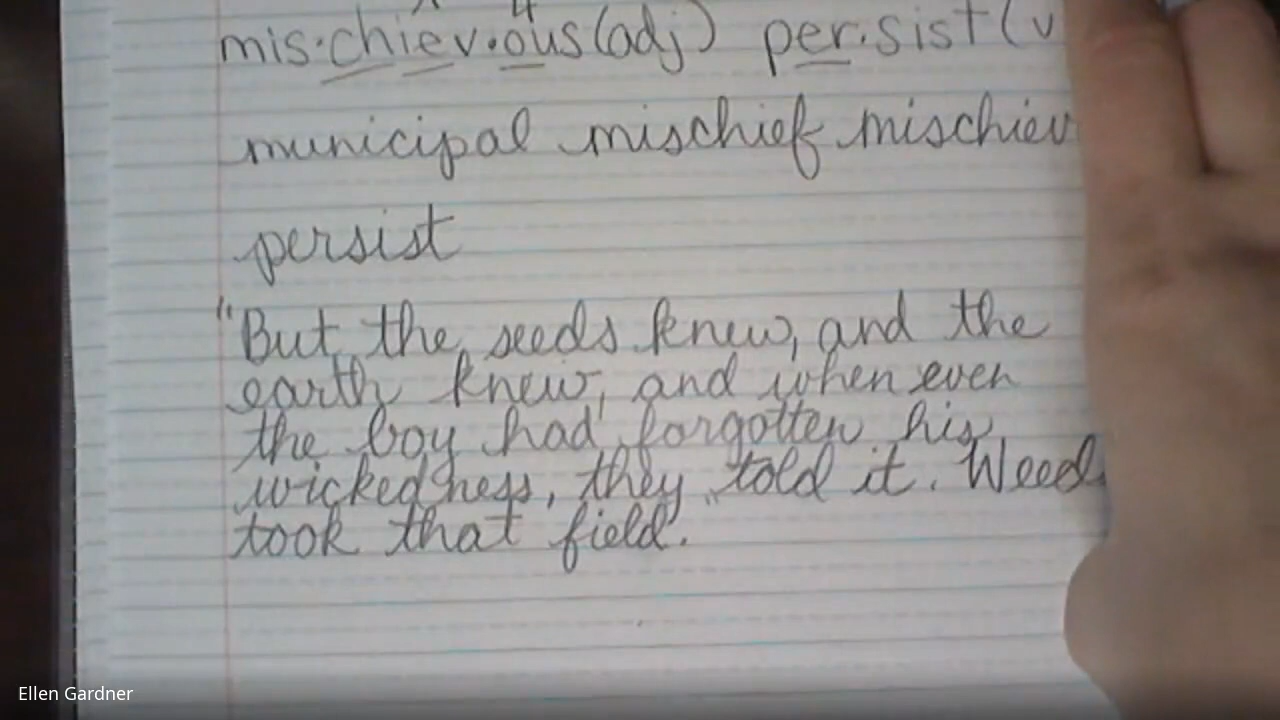 mis·chiev·ous(adj) per·sist(v
municipal mischief mischiev
persist
"But the seeds knew, and the
earth knew, and when even
the boy had forgotten his
wickedness, they told it. Weeds
took that field."
Ellen Gardner